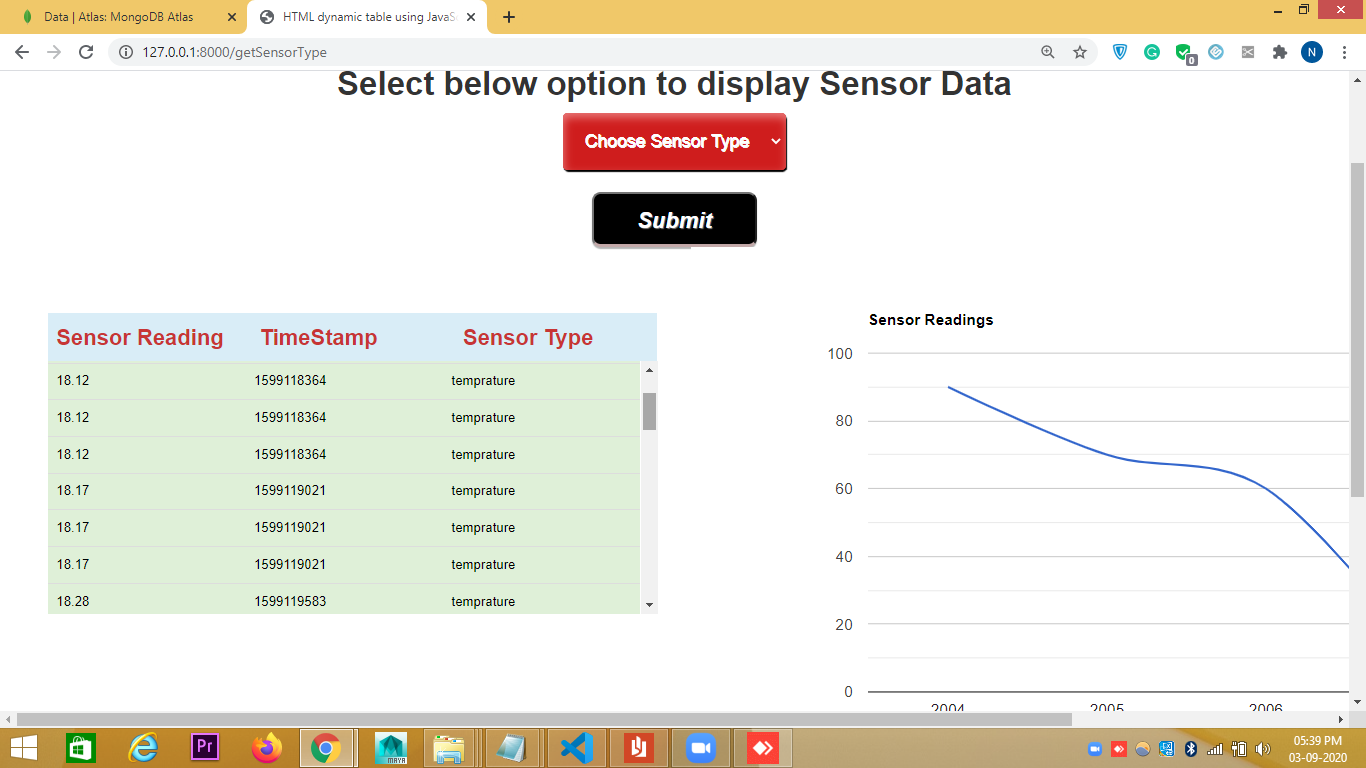 Data | Atlas: MongoDB Atlas
HTML dynamic table using JavaS
127.0.0.1:8000/getSensorType
0
N
Select below option to display Sensor Data
Choose Sensor Type
Submit
Sensor Reading TimeStamp Sensor Type
18.12 1599118364 temprature
18.12 1599118364 temprature
18.12 1599118364 temprature
18.17 1599119021 temprature
18.17 1599119021 temprature
18.17 1599119021 temprature
18.28 1599119583 temprature
Sensor Readings
100
80
60
40
20
0
2004 2005 2006
Pr
MAYA
05:39 PM
03-09-2020